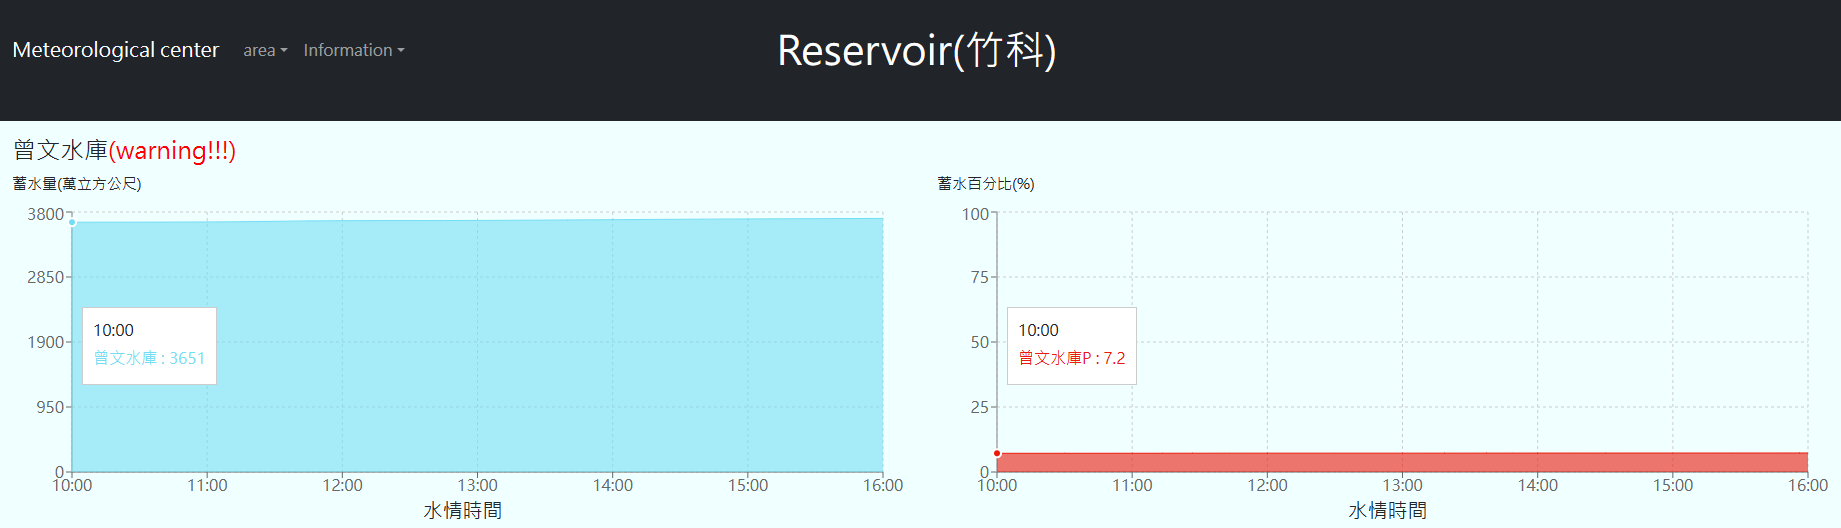 Meteorological center area Information Reservoir(竹科)
曾文水庫(warning!!!)
蓄水量(萬立方公尺)
3800
2850
1900
950
0
10:00
曾文水庫 : 3651
10:00 11:00 12:00 13:00 14:00 15:00 16:00
水情時間
蓄水百分比(%)
100
75
50
25
0
10:00
曾文水庫P : 7.2
10:00 11:00 12:00 13:00 14:00 15:00 16:00
水情時間